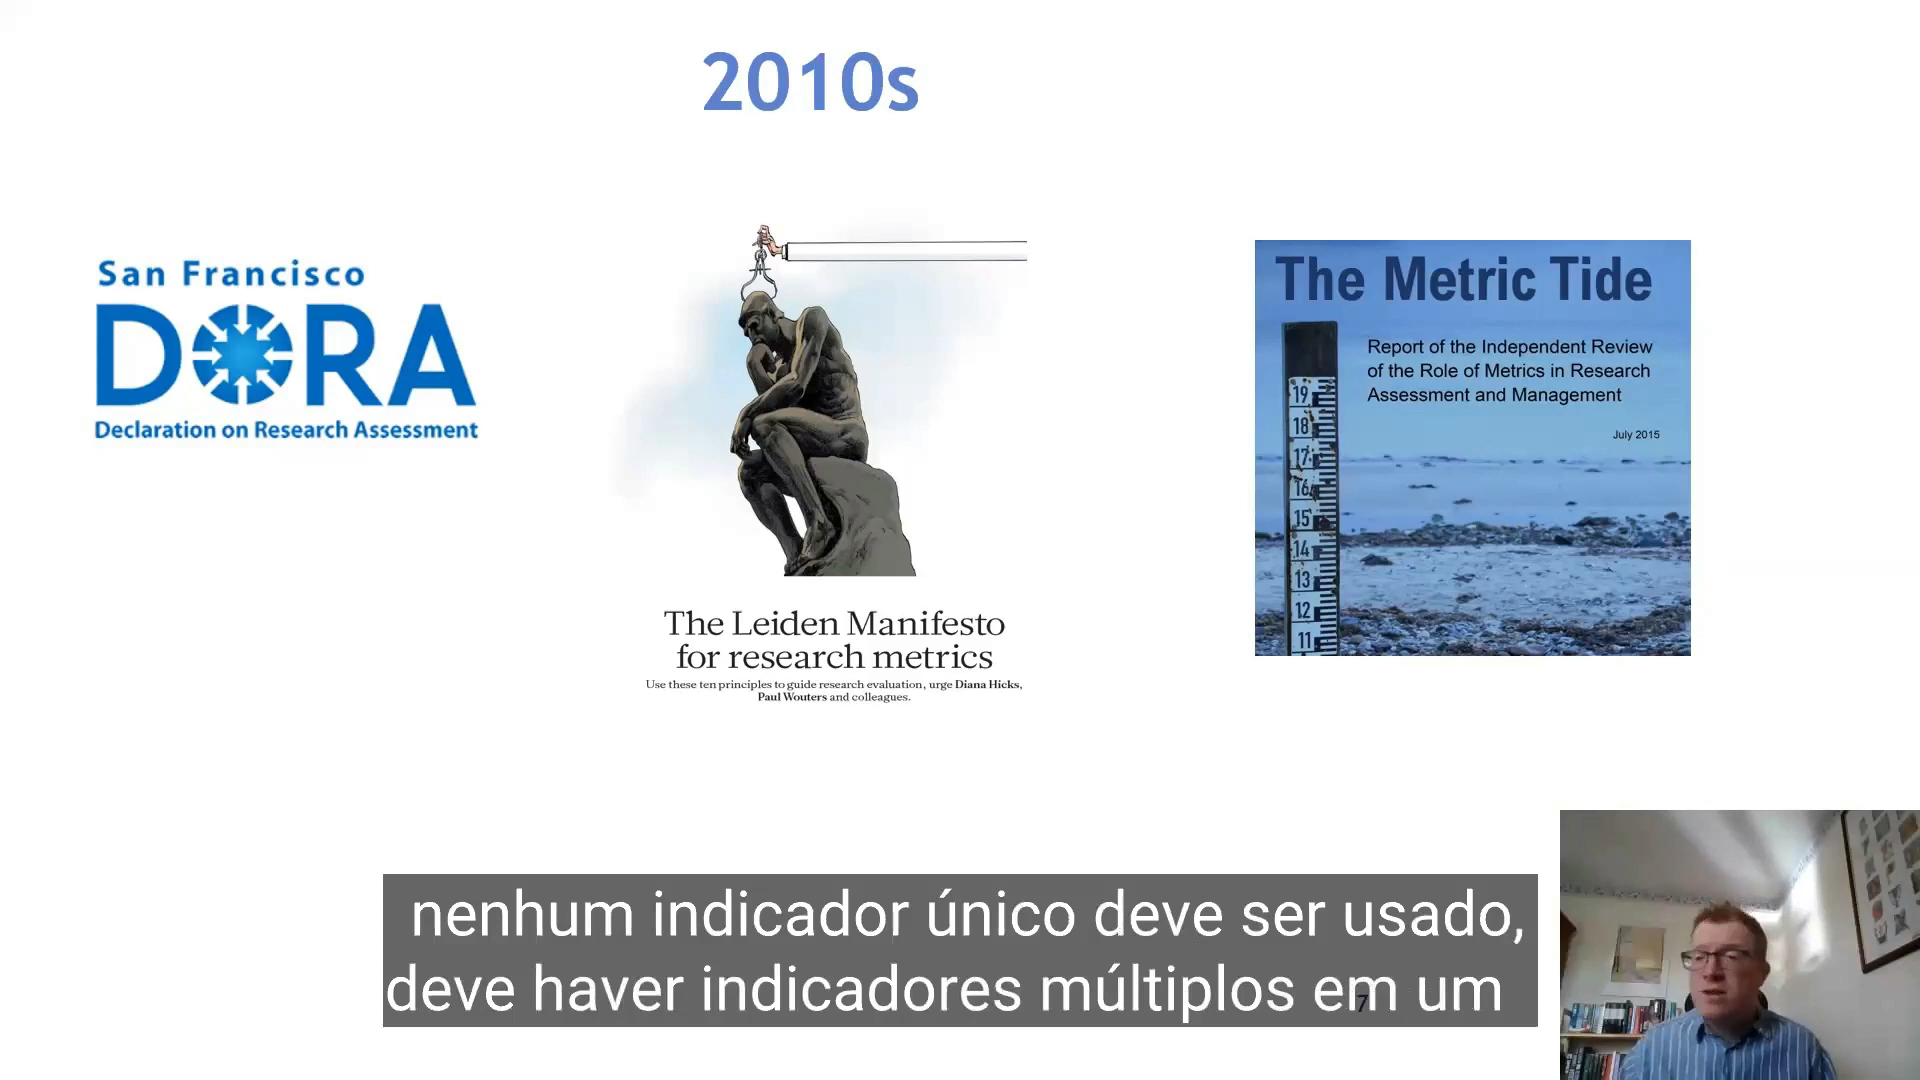 2010s
San Francisco
DORA
Declaration on Research Assessment
The Leiden Manifesto
for research metrics
Use these ten principles to guide research evaluation, urge Diana Hicks,
Paul Wouters and colleagues.
The Metric Tide
Report of the Independent Review
of the Role of Metrics in Research
Assessment and Management
July 2015
19
18
17
16
15
14
13
12
11
nenhum indicador único deve ser usado,
deve haver indicadores múltiplos em um
7